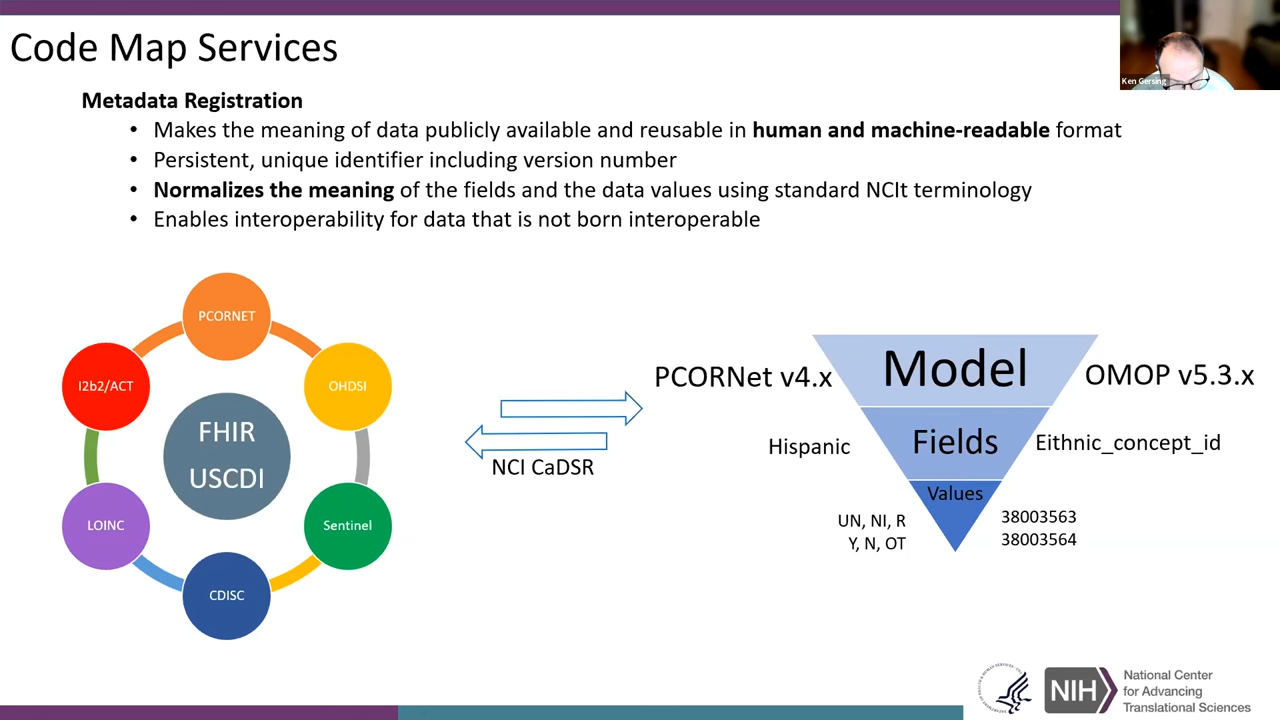 Code Map Services
Ken Gersing
Metadata Registration
• Makes the meaning of data publicly available and reusable in human and machine-readable format
• Persistent, unique identifier including version number
• Normalizes the meaning of the fields and the data values using standard NCIt terminology
• Enables interoperability for data that is not born interoperable
PCORNET
I2b2/ACT
OHDSI
FHIR
USCDI
LOINC
Sentinel
CDISC
NCI CaDSR
PCORNet v4.x
Model
OMOP v5.3.x
Hispanic
Fields
Eithnic_concept_id
Values
UN, NI, R
Y, N, OT
38003563
38003564
NIH
National Center
for Advancing
Translational Sciences